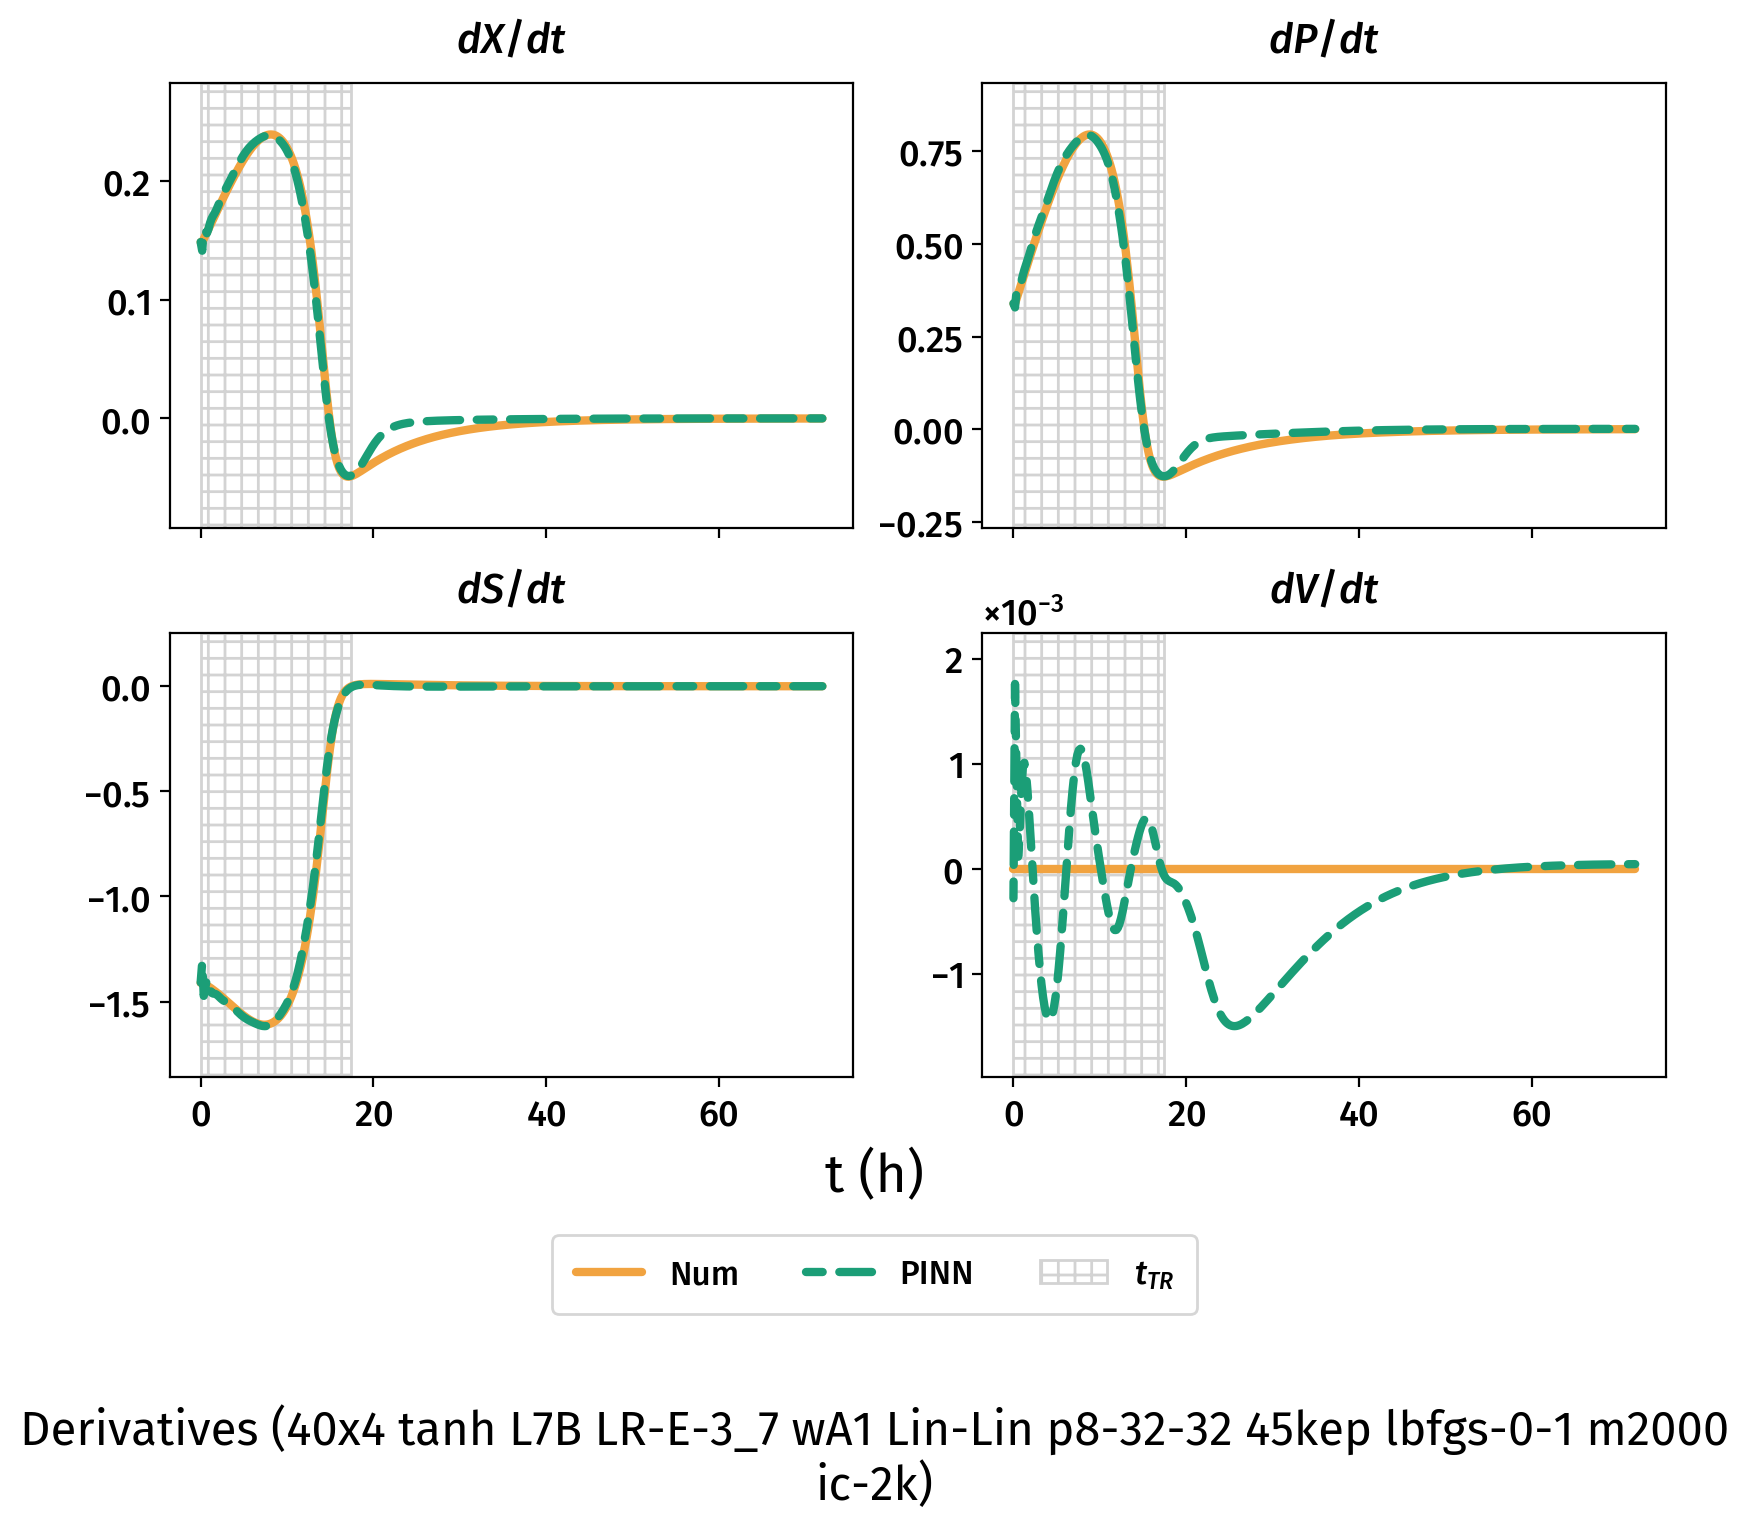 dX/dt
dP/dt
0.2
0.1
0.0
0.75
0.50
0.25
0.00
−0.25
dS/dt
dV/dt
×10⁻³
0.0
−0.5
−1.0
−1.5
2
1
0
−1
0 20 40 60
0 20 40 60
t (h)
Num PINN t_TR
Derivatives (40x4 tanh L7B LR-E-3_7 wA1 Lin-Lin p8-32-32 45kep lbfgs-0-1 m2000
ic-2k)